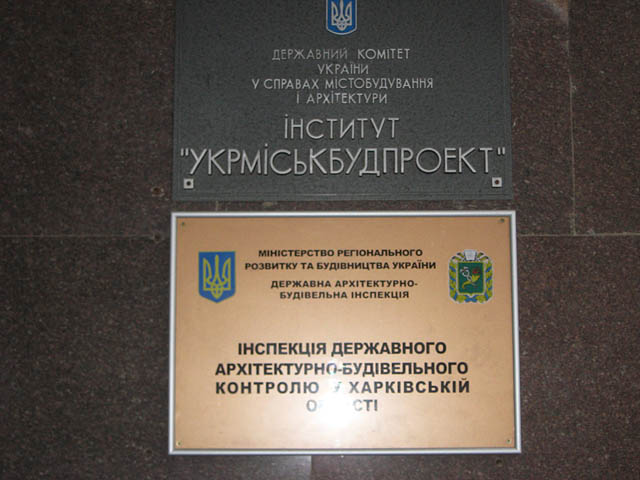 ДЕРЖАВНИЙ КОМІТЕТ
УКРАЇНИ
У СПРАВАХ МІСТОБУДУВАННЯ
І АРХІТЕКТУРИ
ІНСТИТУТ
"УКРМІСЬКБУДПРОЕКТ"
МІНІСТЕРСТВО РЕГІОНАЛЬНОГО
РОЗВИТКУ ТА БУДІВНИЦТВА УКРАЇНИ
ДЕРЖАВНА АРХІТЕКТУРНО-
БУДІВЕЛЬНА ІНСПЕКЦІЯ
ІНСПЕКЦІЯ ДЕРЖАВНОГО
АРХІТЕКТУРНО-БУДІВЕЛЬНОГО
КОНТРОЛЮ У ХАРКІВСЬКІЙ
ОБЛАСТІ